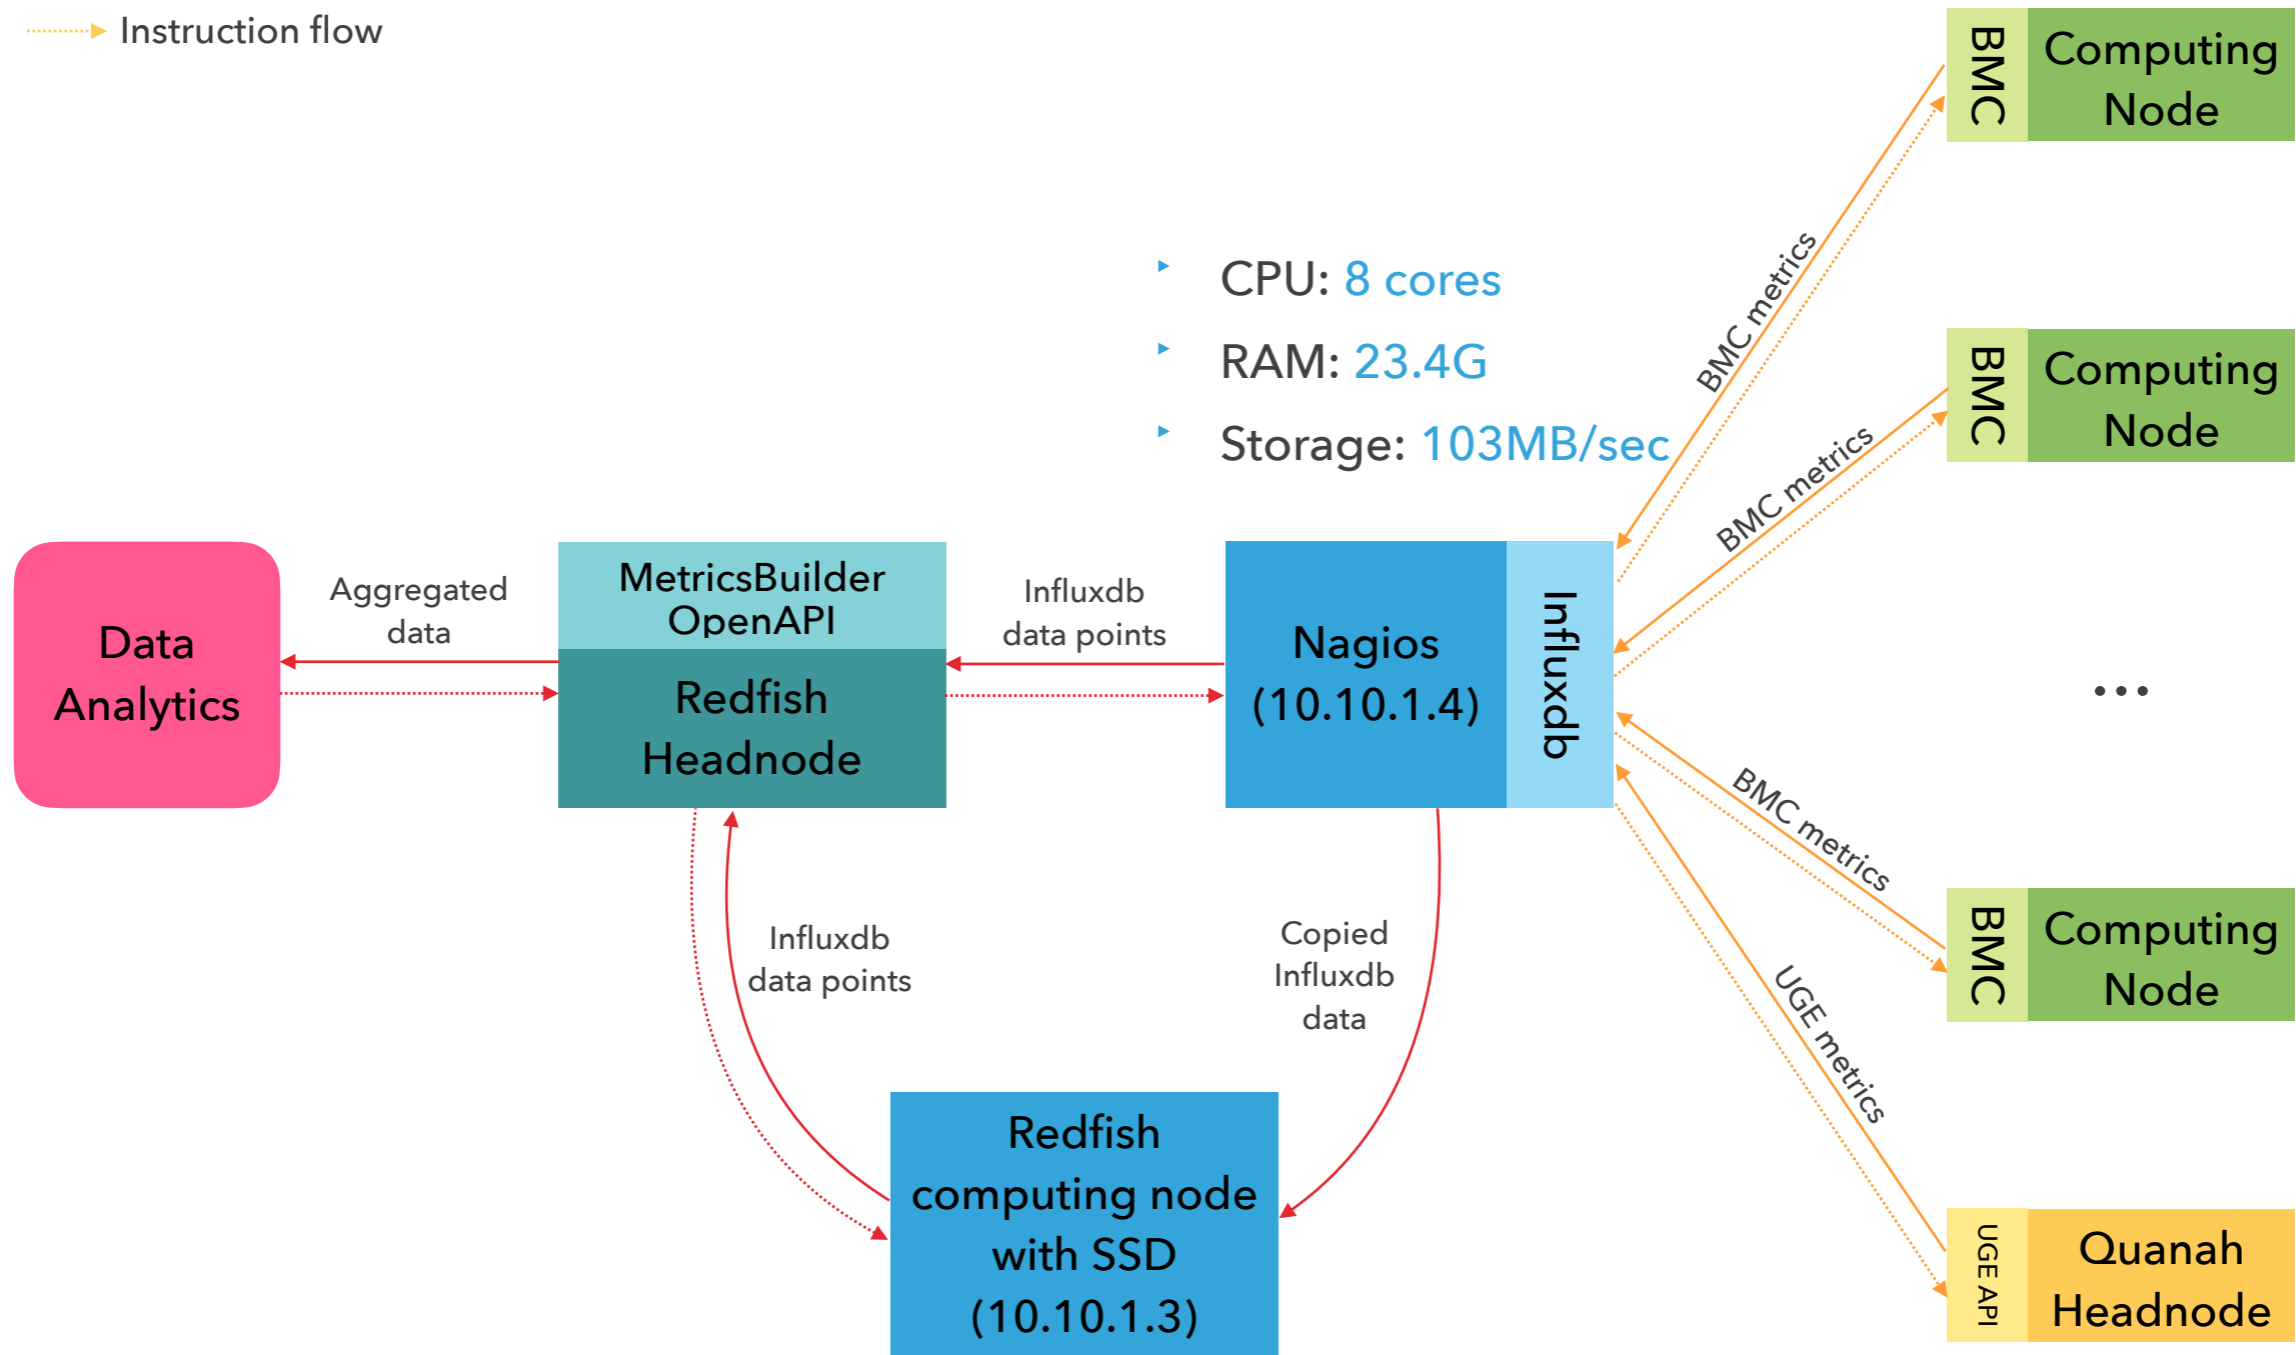 Instruction flow
BMC
Computing
Node
CPU: 8 cores
RAM: 23.4G
Storage: 103MB/sec
BMC metrics
BMC
Computing
Node
BMC metrics
Data
Analytics
Aggregated
data
MetricsBuilder
OpenAPI
Redfish
Headnode
Influxdb
data points
Nagios
(10.10.1.4)
Influxdb
...
BMC metrics
BMC
Computing
Node
Influxdb
data points
Copied
Influxdb
data
UGE metrics
Redfish
computing node
with SSD
(10.10.1.3)
UGE API
Quanah
Headnode